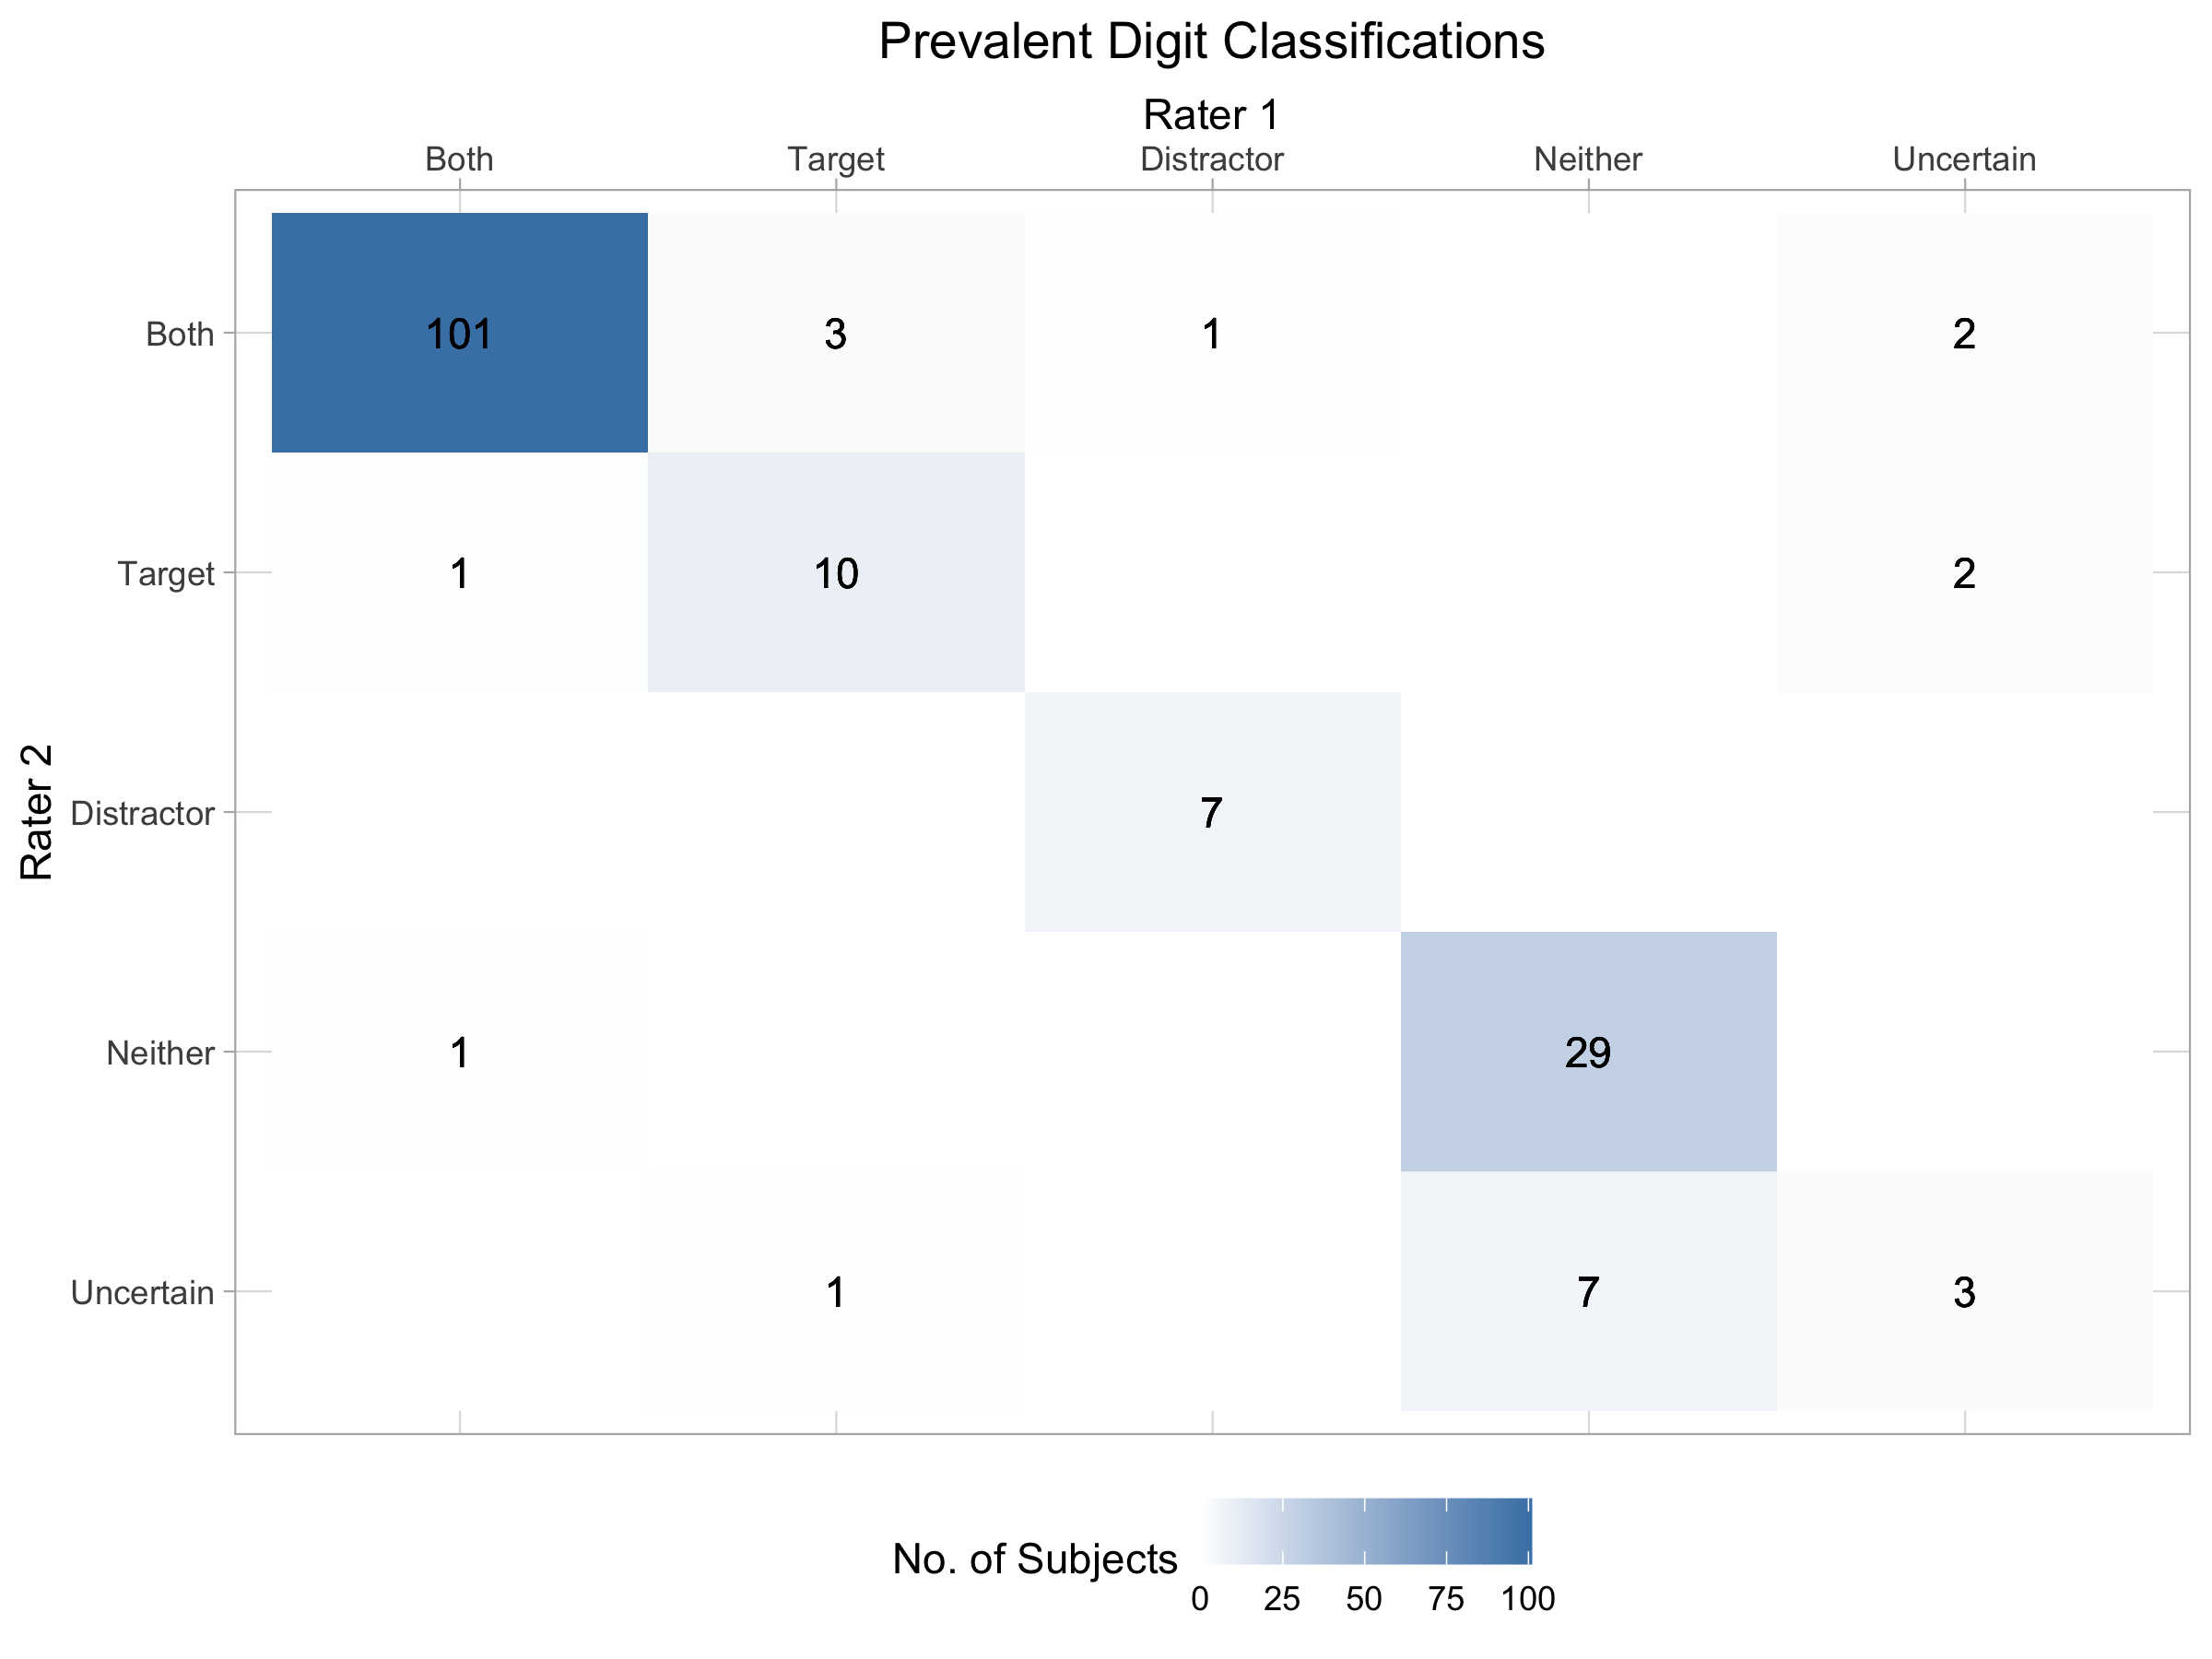 Prevalent Digit Classifications
Rater 1
Both Target Distractor Neither Uncertain
Both 101 3 1 2
Target 1 10 2
Rater 2
Distractor 7
Neither 1 29
Uncertain 1 7 3
No. of Subjects
0 25 50 75 100